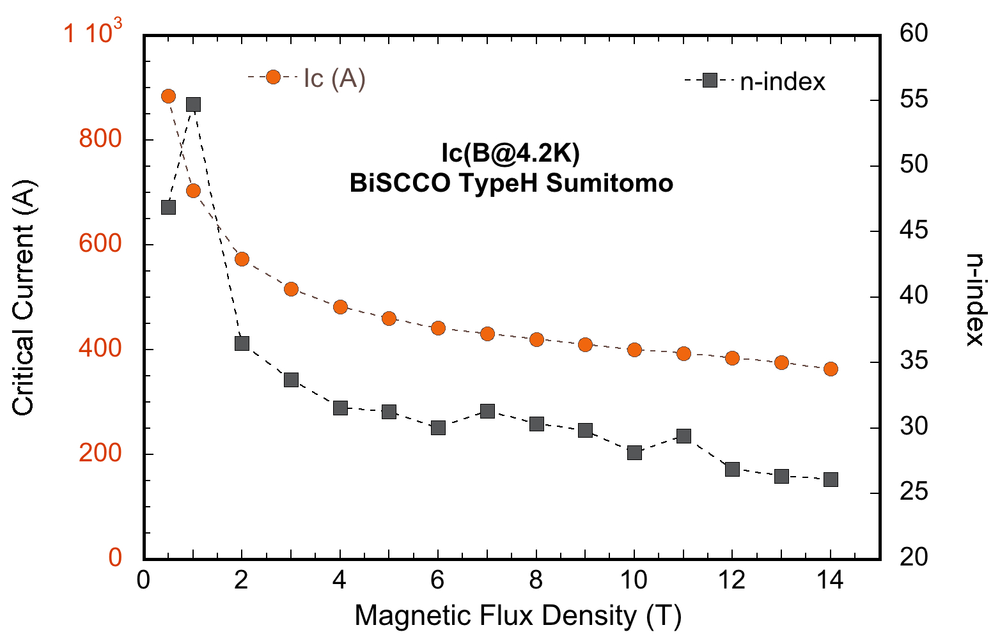 1 10³
800
600
400
200
0
Critical Current (A)
Ic (A)
n-index
Ic(B@4.2K)
BiSCCO TypeH Sumitomo
60
55
50
45
40
35
30
25
20
n-index
0 2 4 6 8 10 12 14
Magnetic Flux Density (T)